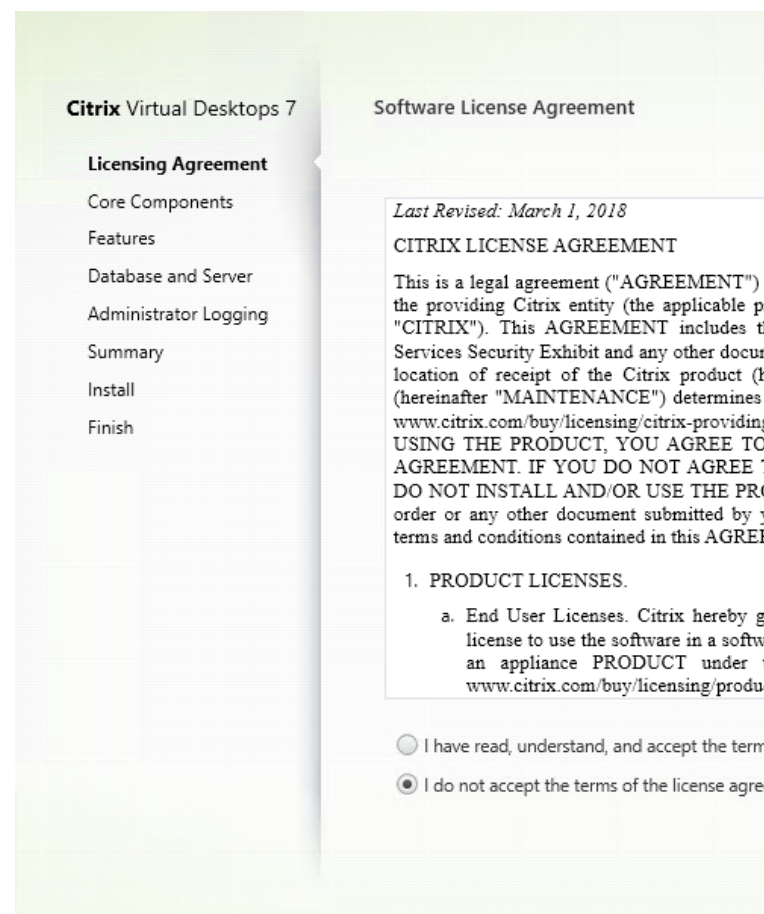 Citrix Virtual Desktops 7
Licensing Agreement
Core Components
Features
Database and Server
Administrator Logging
Summary
Install
Finish
Software License Agreement
Last Revised: March 1, 2018
CITRIX LICENSE AGREEMENT
This is a legal agreement ("AGREEMENT")
the providing Citrix entity (the applicable
"CITRIX"). This AGREEMENT includes
Services Security Exhibit and any other
location of receipt of the Citrix product
(hereinafter "MAINTENANCE") determines
www.citrix.com/buy/licensing/citrix-providing
USING THE PRODUCT, YOU AGREE TO
AGREEMENT. IF YOU DO NOT AGREE
DO NOT INSTALL AND/OR USE THE
order or any other document submitted by
terms and conditions contained in this
1. PRODUCT LICENSES.
a. End User Licenses. Citrix hereby
license to use the software in a
an appliance PRODUCT under
www.citrix.com/buy/licensing/produ
I have read, understand, and accept the term
I do not accept the terms of the license agre